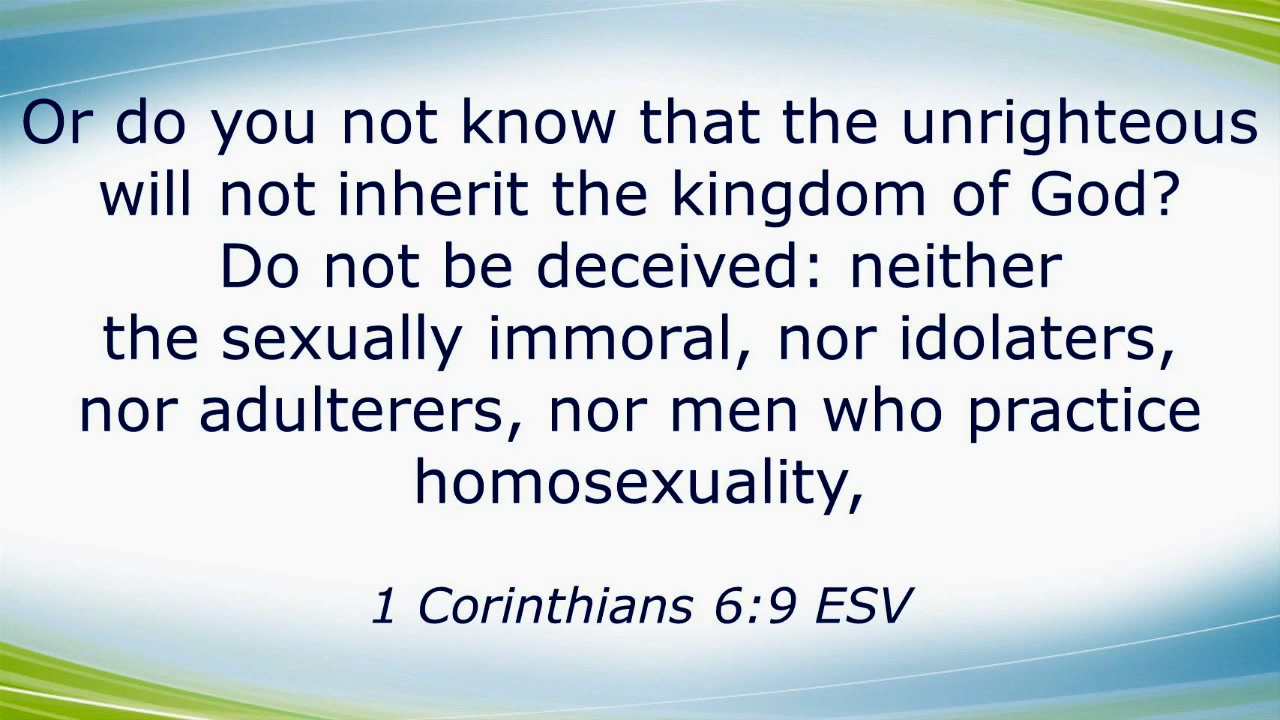 Or do you not know that the unrighteous
will not inherit the kingdom of God?
Do not be deceived: neither
the sexually immoral, nor idolaters,
nor adulterers, nor men who practice
homosexuality,
1 Corinthians 6:9 ESV